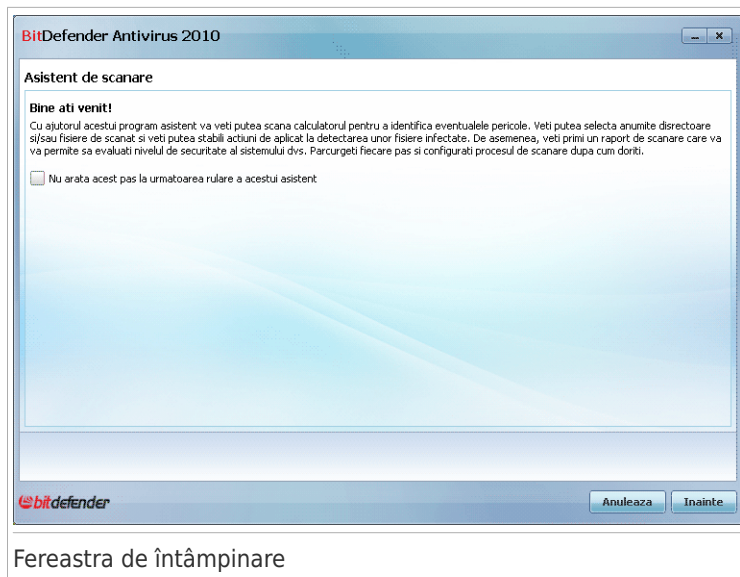 BitDefender Antivirus 2010
Asistent de scanare
Bine ati venit!
Cu ajutorul acestui program asistent va veti putea scana calculatorul pentru a identifica eventualele pericole. Veti putea selecta anumite disrectoare
si/sau fisiere de scanat si veti putea stabili actiuni de aplicat la detectarea unor fisiere infectate. De asemenea, veti primi un raport de scanare care va
va permite sa evaluati nivelul de securitate al sistemului dvs. Parcurgeti fiecare pas si configurati procesul de scanare dupa cum doriti.
Nu arata acest pas la urmatoarea rulare a acestui asistent
bitdefender
Anuleaza
Inainte
Fereastra de întâmpinare